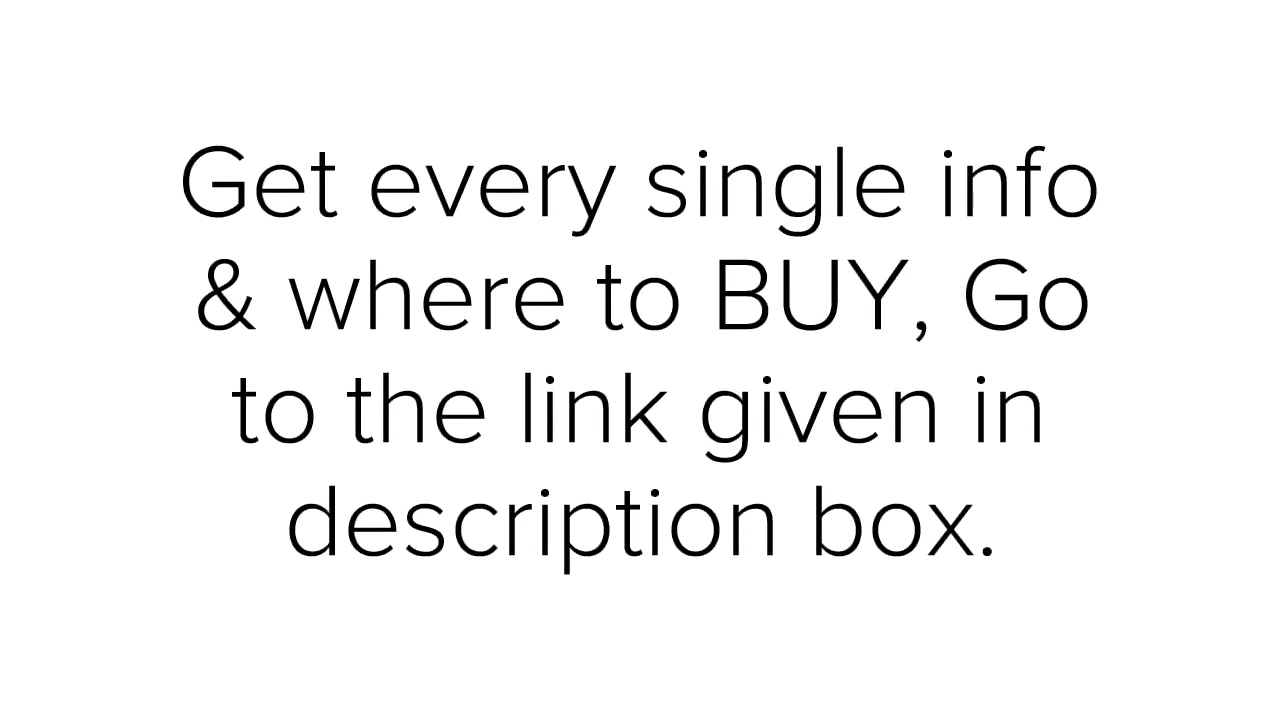 Get every single info
& where to BUY, Go
to the link given in
description box.